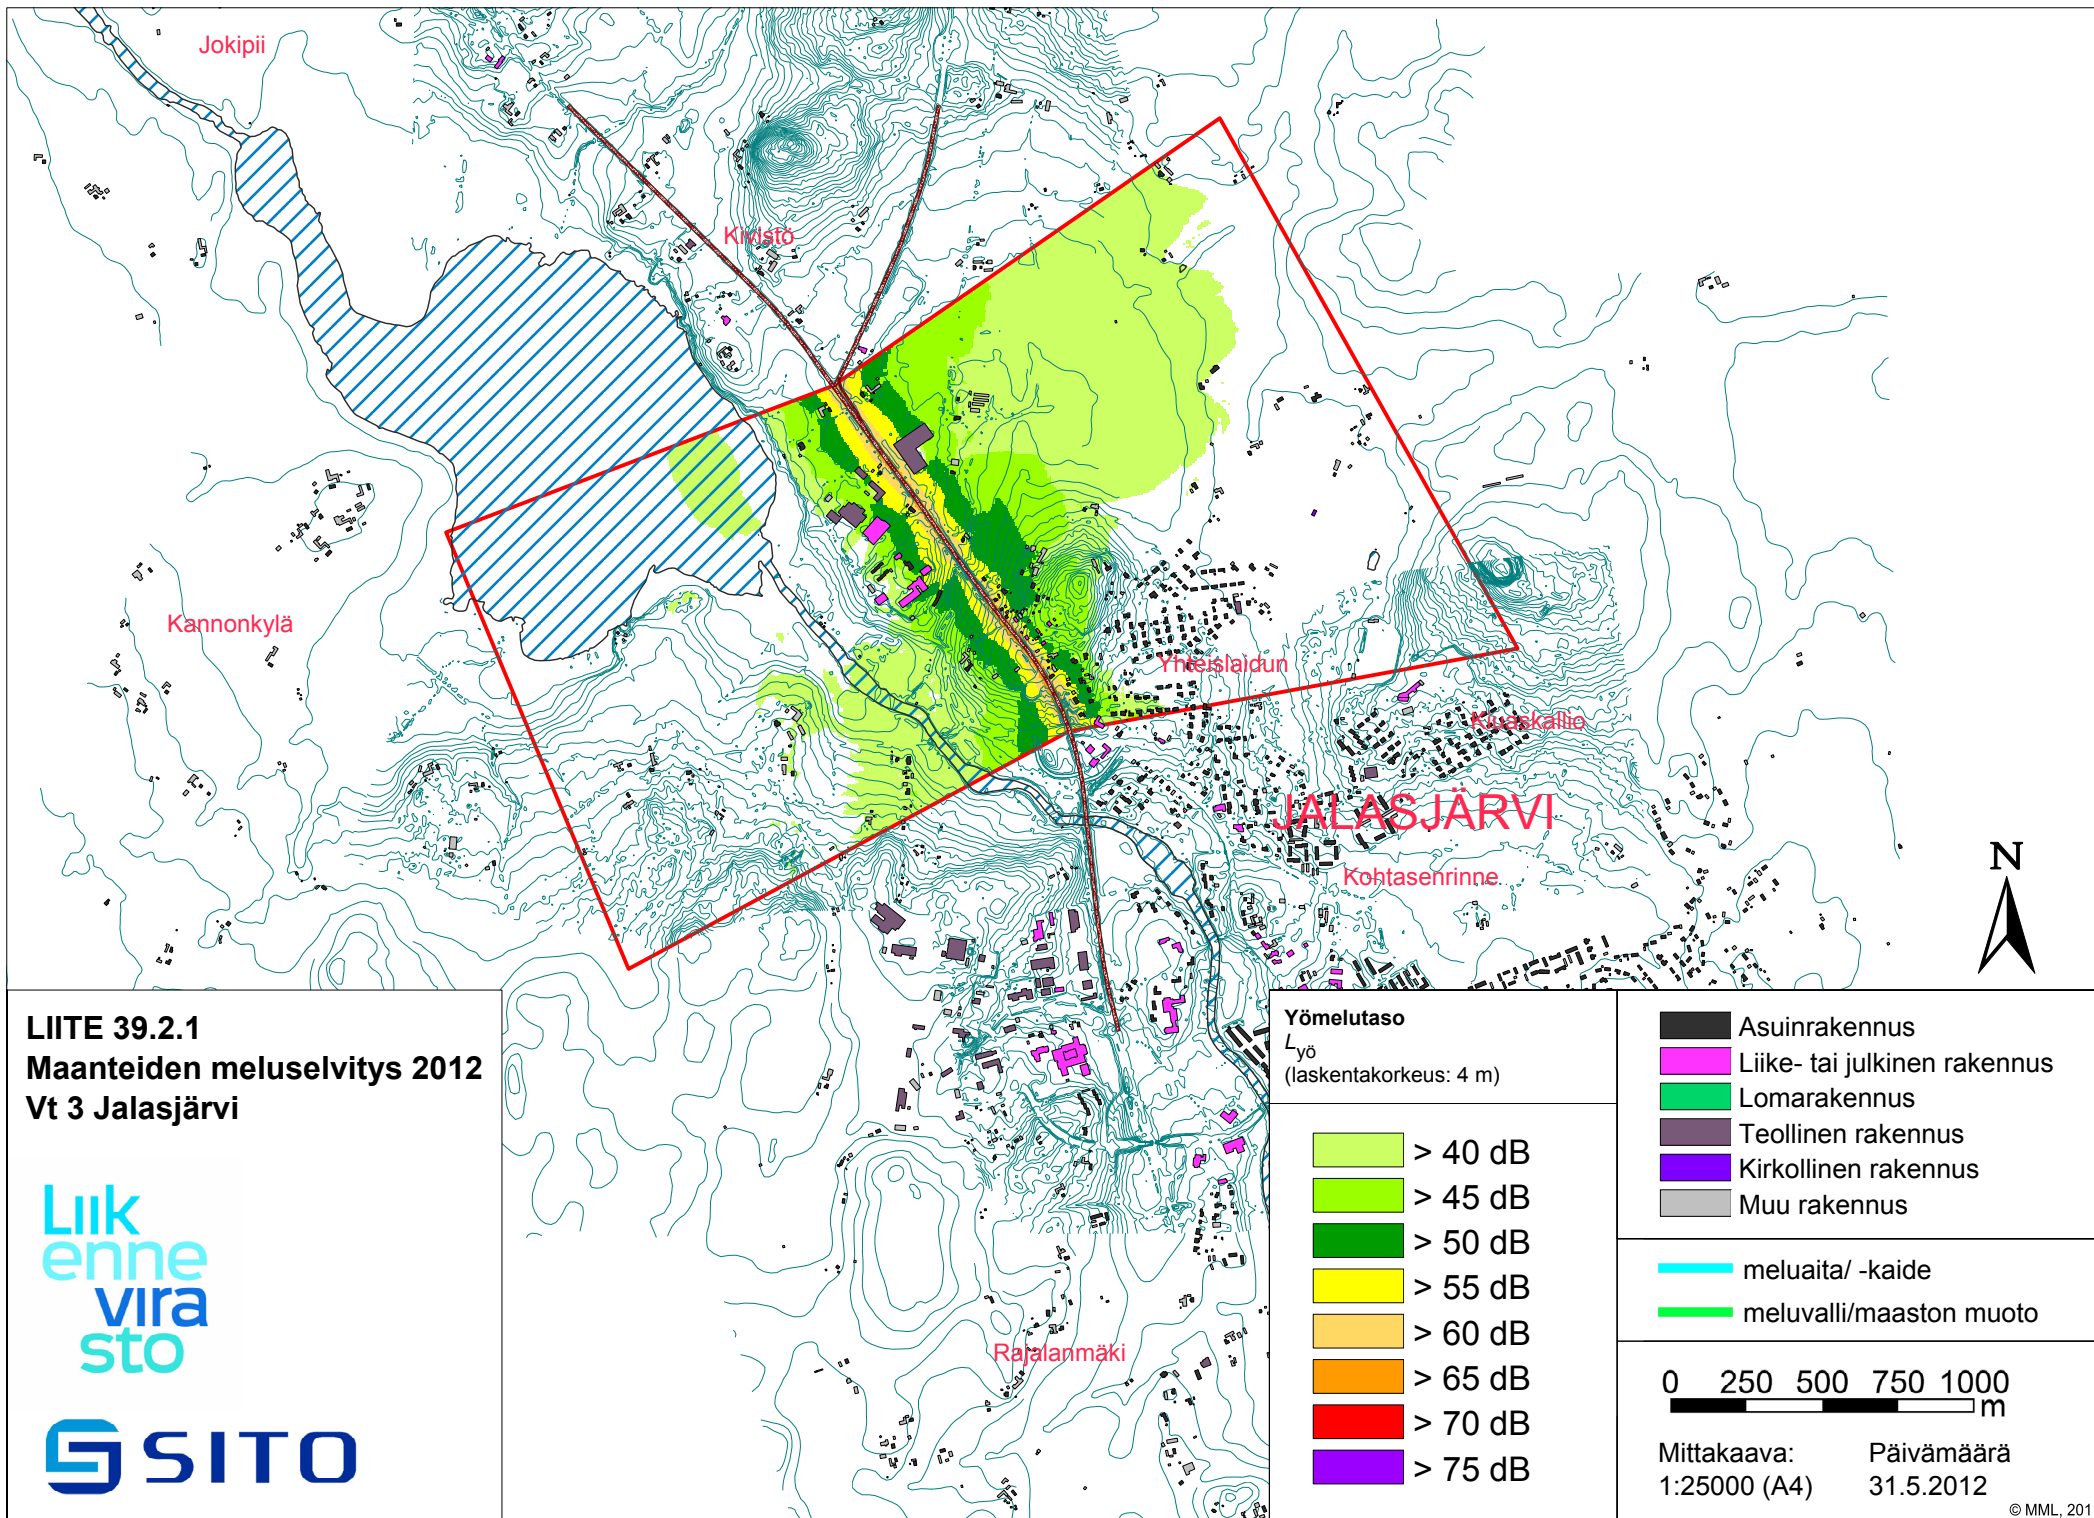 Jokipii
Kivistö
Kannonkylä
Yhteislaidun
Kiuaskallio
JALASJÄRVI
Kohtasenrinne
N
Rajalanmäki
LIITE 39.2.1
Maanteiden meluselvitys 2012
Vt 3 Jalasjärvi
Liik
enne
vira
sto
SITO
Yömelutaso
Lyö
(laskentakorkeus: 4 m)
> 40 dB
> 45 dB
> 50 dB
> 55 dB
> 60 dB
> 65 dB
> 70 dB
> 75 dB
Asuinrakennus
Liike- tai julkinen rakennus
Lomarakennus
Teollinen rakennus
Kirkollinen rakennus
Muu rakennus
meluaita/ -kaide
meluvalli/maaston muoto
0 250 500 750 1000
m
Mittakaava: Päivämäärä
1:25000 (A4) 31.5.2012
© MML, 201